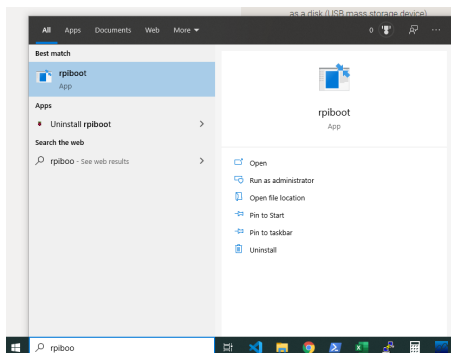 as a disk (USB mass storage device)
All Apps Documents Web More
0
Best match
rpiboot
App
Apps
Uninstall rpiboot
Search the web
rpiboo - See web results
rpiboot
App
Open
Run as administrator
Open file location
Pin to Start
Pin to taskbar
Uninstall
rpiboo